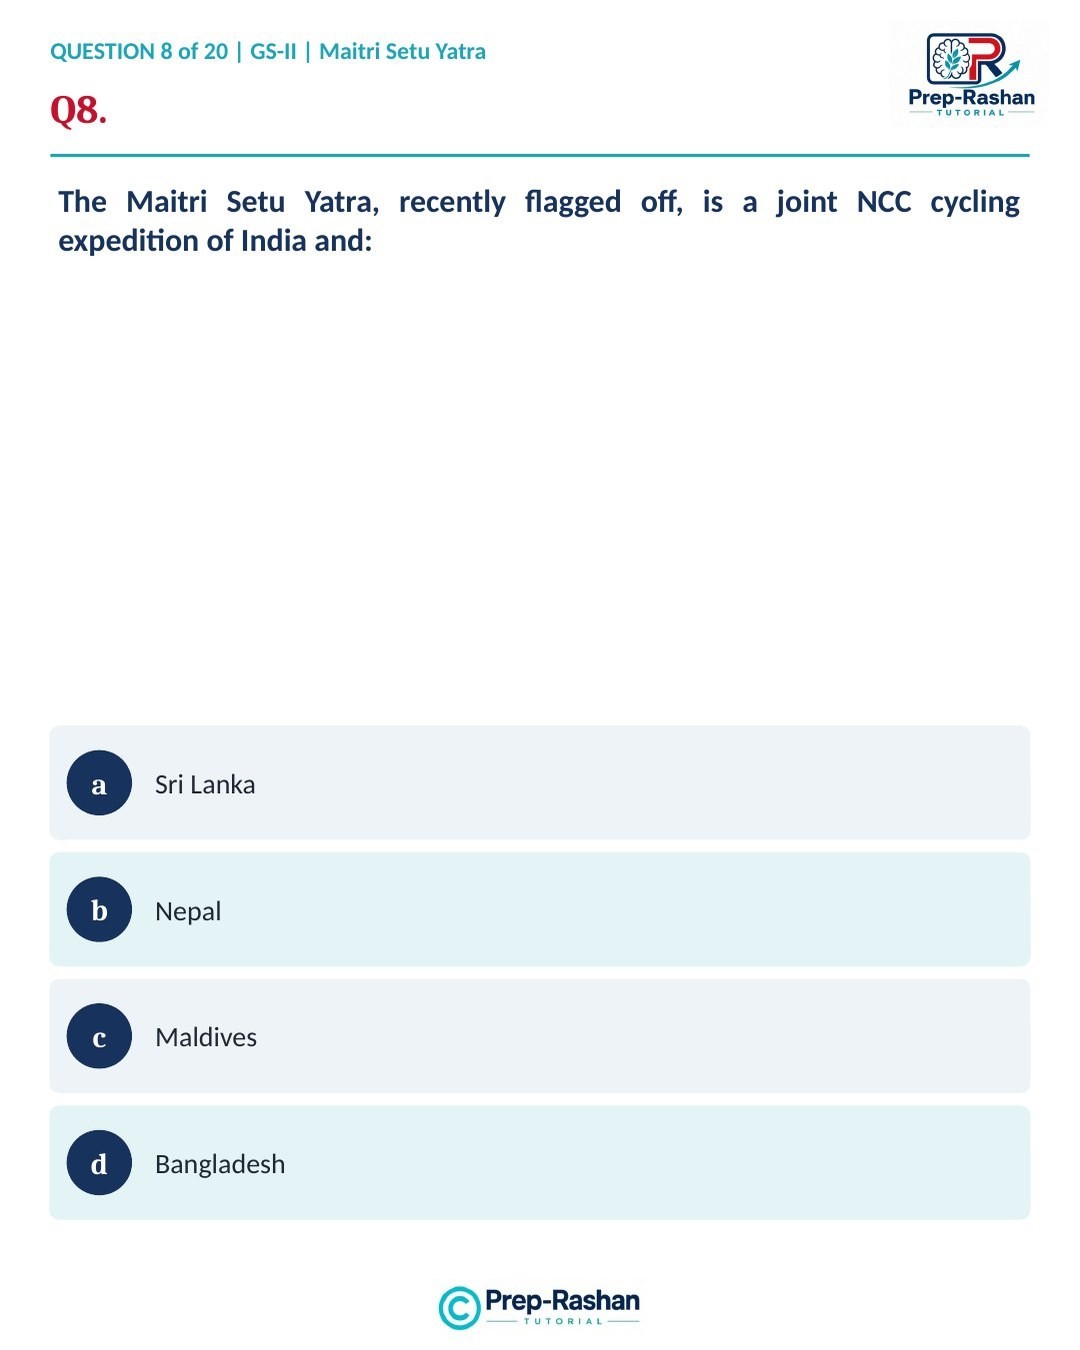 QUESTION 8 of 20 | GS-II | Maitri Setu Yatra
Q8.
R
Prep-Rashan
TUTORIAL
The Maitri Setu Yatra, recently flagged off, is a joint NCC cycling
expedition of India and:
a Sri Lanka
b Nepal
c Maldives
d Bangladesh
© Prep-Rashan
TUTORIAL